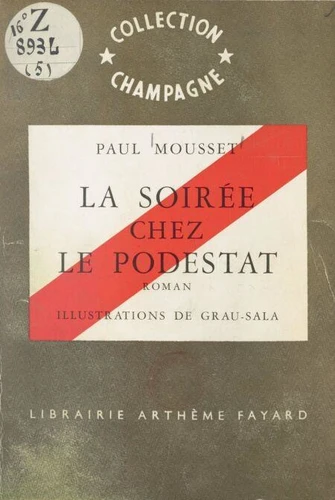 16° Z
8934
(5)
COLLECTION
CHAMPAGNE
PAUL MOUSSET
LA SOIRÉE
CHEZ
LE PODESTAT
ROMAN
ILLUSTRATIONS DE GRAU-SALA
LIBRAIRIE ARTHÈME FAYARD